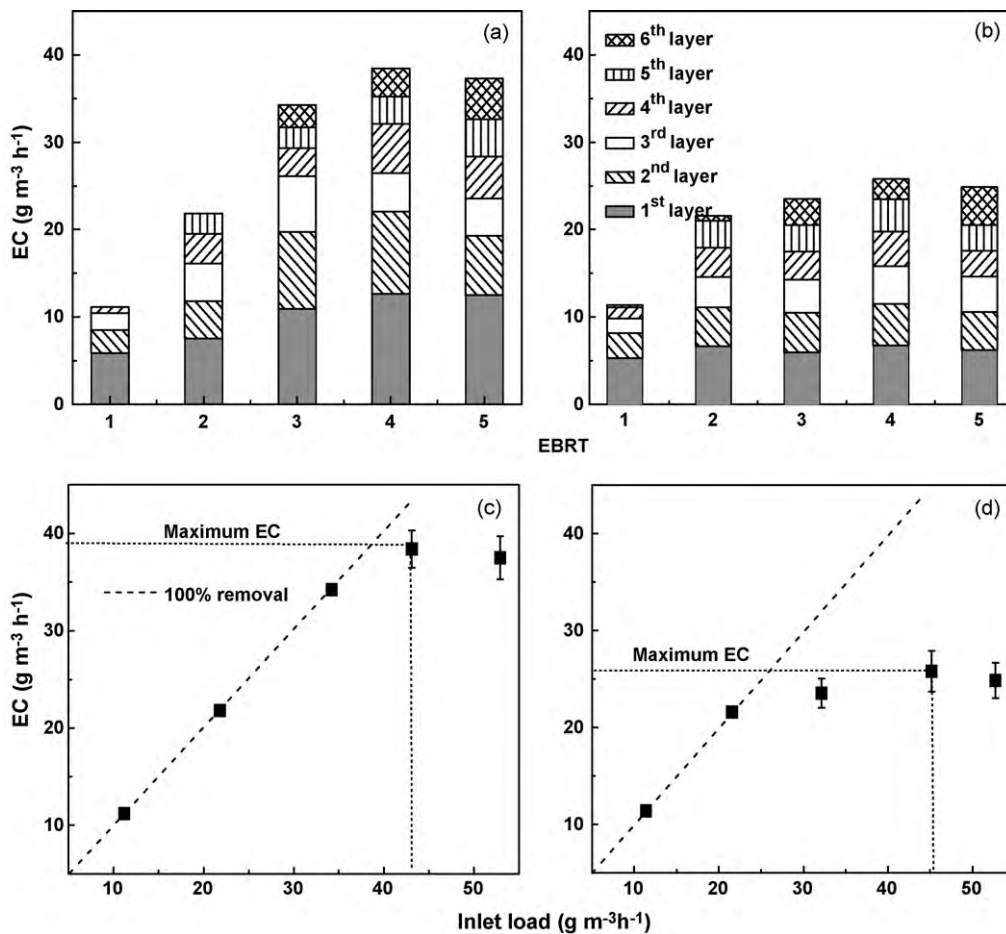 (a)
EC (g m⁻³ h⁻¹)
40
30
20
10
0
1 2 3 4 5
(b)
6th layer
5th layer
4th layer
3rd layer
2nd layer
1st layer
EC (g m⁻³ h⁻¹)
40
30
20
10
0
1 2 3 4 5
EBRT
(c)
Maximum EC
100% removal
EC (g m⁻³ h⁻¹)
40
30
20
10
10 20 30 40 50
(d)
Maximum EC
40
30
20
10
10 20 30 40 50
Inlet load (g m⁻³h⁻¹)